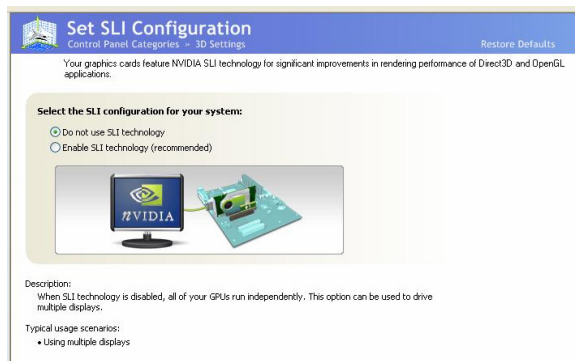 Set SLI Configuration
Control Panel Categories » 3D Settings
Restore Defaults
Your graphics cards feature NVIDIA SLI technology for significant improvements in rendering performance of Direct3D and OpenGL
applications.
Select the SLI configuration for your system:
Do not use SLI technology
Enable SLI technology (recommended)
nVIDIA
Description:
When SLI technology is disabled, all of your GPUs run independently. This option can be used to drive
multiple displays.
Typical usage scenarios:
• Using multiple displays